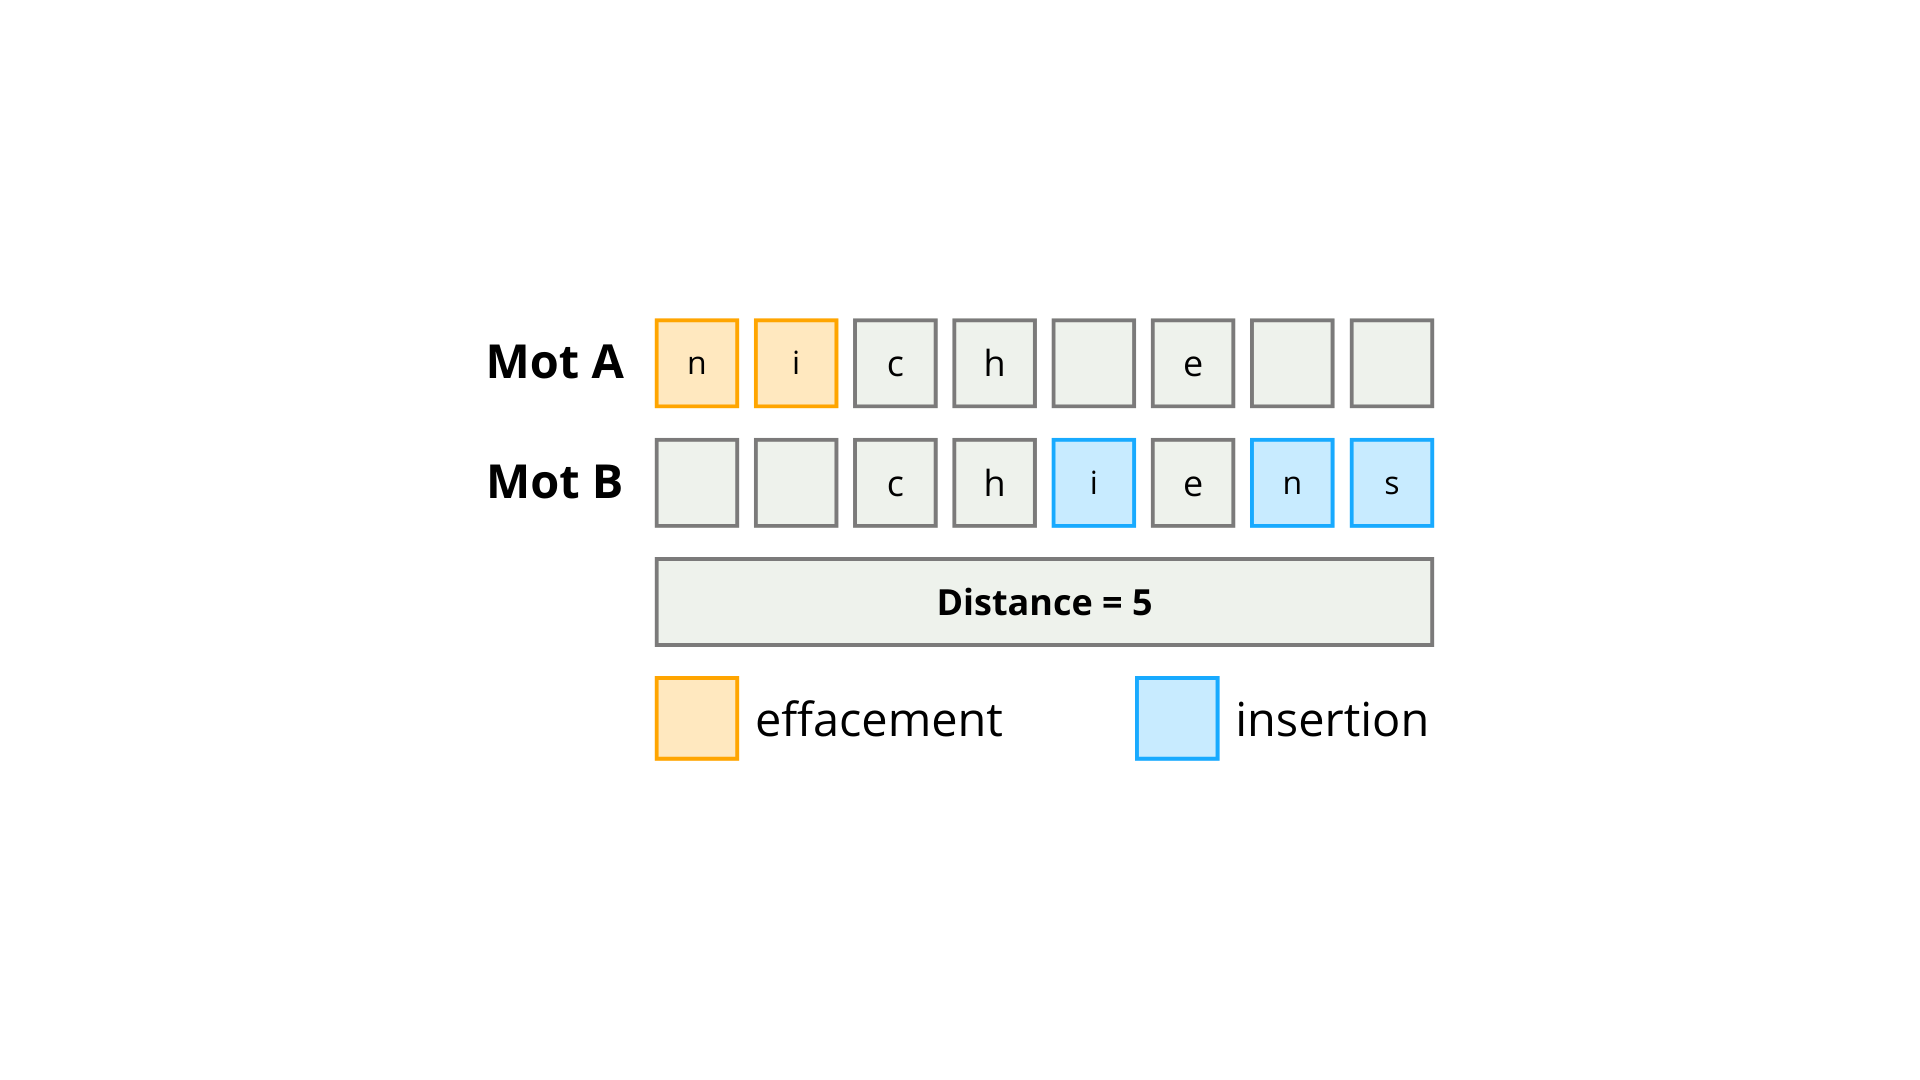 Mot A n i c h e
Mot B c h i e n s
Distance = 5
effacement insertion